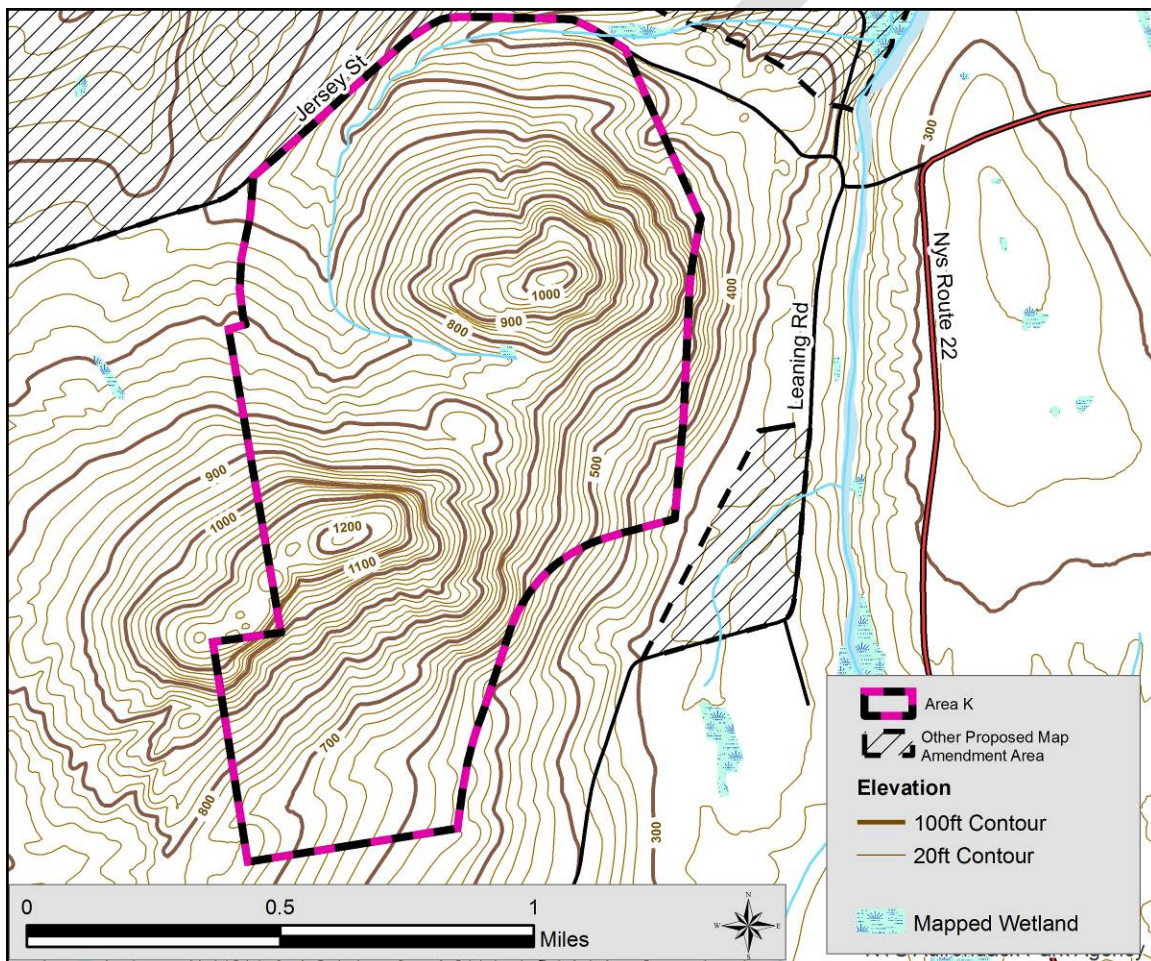 Jersey St
300
400
1000
800
900
Leaning Rd
Nys Route 22
500
900
1000
1200
1100
700
800
300
Area K
Other Proposed Map
Amendment Area
Elevation
100ft Contour
20ft Contour
Mapped Wetland
0 0.5 1
Miles
N
W E
S